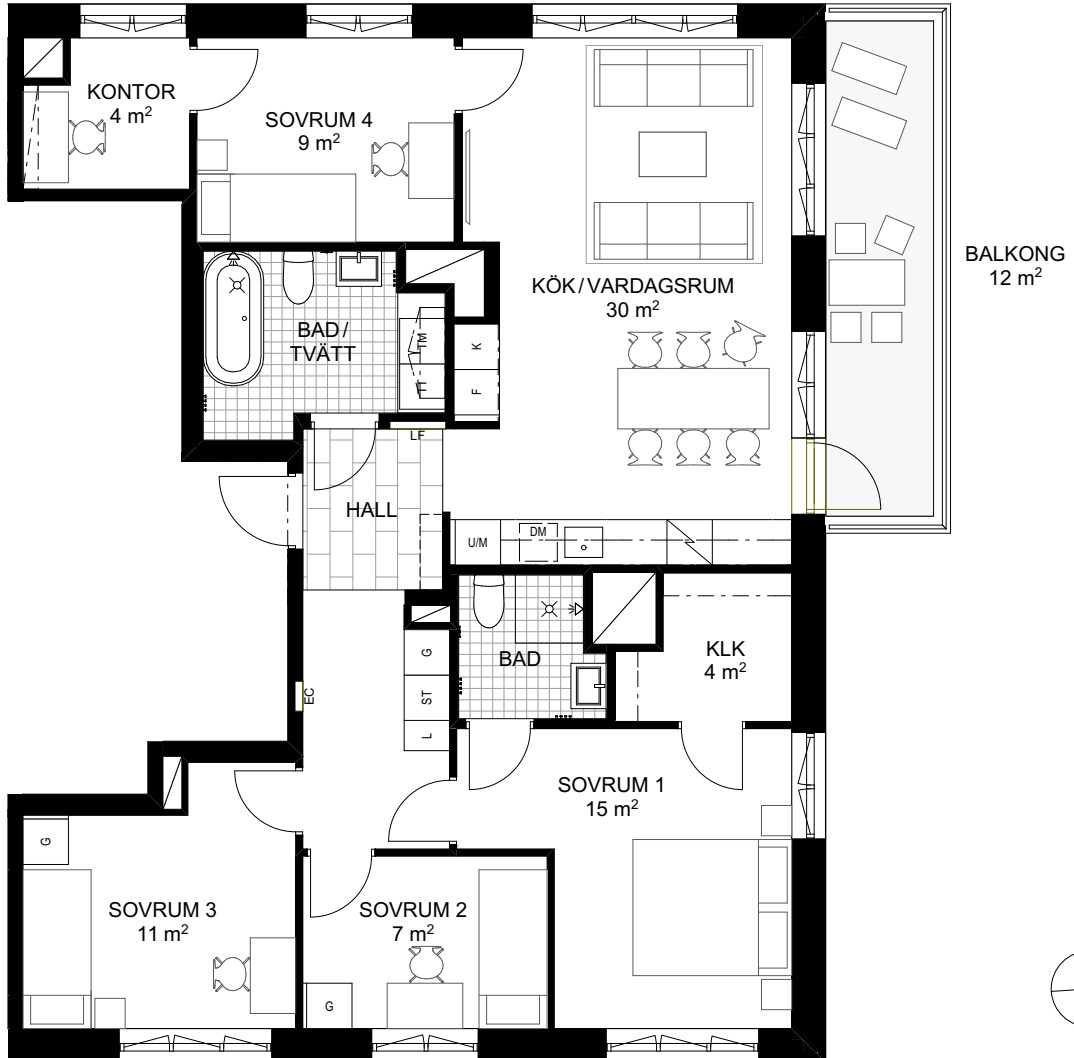 KONTOR
4 m²
SOVRUM 4
9 m²
KÖK/VARDAGSRUM
30 m²
BALKONG
12 m²
BAD/
TVÄTT
TM
TT
K
F
LF
HALL
U/M
DM
BAD
KLK
4 m²
G
ST
L
EC
SOVRUM 1
15 m²
G
SOVRUM 3
11 m²
SOVRUM 2
7 m²
G